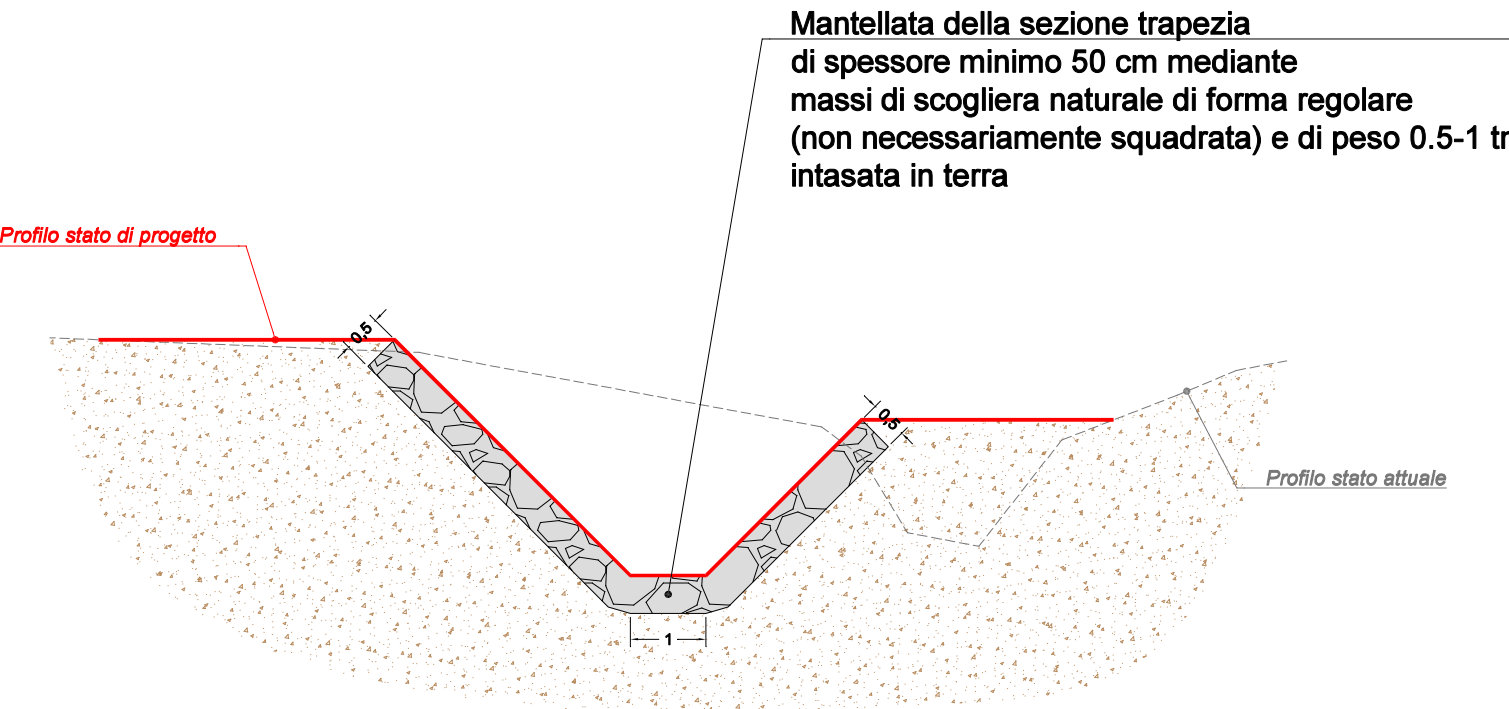 Mantellata della sezione trapezia
di spessore minimo 50 cm mediante
massi di scogliera naturale di forma regolare
(non necessariamente squadrata) e di peso 0.5-1
intasata in terra
Profilo stato di progetto
0,5
0,5
Profilo stato attuale
1